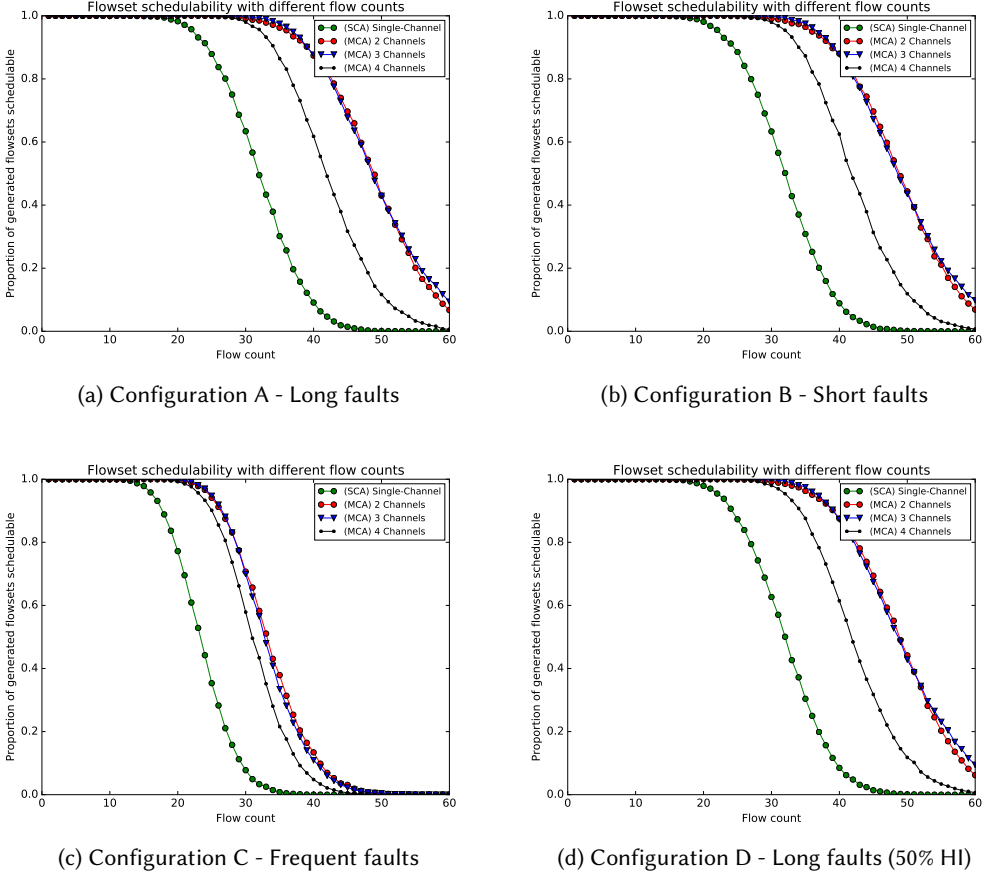 Flowset schedulability with different flow counts
Proportion of generated flowsets schedulable
1.0
0.8
0.6
0.4
0.2
0.0
(SCA) Single-Channel
(MCA) 2 Channels
(MCA) 3 Channels
(MCA) 4 Channels
0 10 20 30 40 50 60
Flow count
(a) Configuration A - Long faults
Flowset schedulability with different flow counts
Proportion of generated flowsets schedulable
1.0
0.8
0.6
0.4
0.2
0.0
(SCA) Single-Channel
(MCA) 2 Channels
(MCA) 3 Channels
(MCA) 4 Channels
0 10 20 30 40 50 60
Flow count
(b) Configuration B - Short faults
Flowset schedulability with different flow counts
Proportion of generated flowsets schedulable
1.0
0.8
0.6
0.4
0.2
0.0
(SCA) Single-Channel
(MCA) 2 Channels
(MCA) 3 Channels
(MCA) 4 Channels
0 10 20 30 40 50 60
Flow count
(c) Configuration C - Frequent faults
Flowset schedulability with different flow counts
Proportion of generated flowsets schedulable
1.0
0.8
0.6
0.4
0.2
0.0
(SCA) Single-Channel
(MCA) 2 Channels
(MCA) 3 Channels
(MCA) 4 Channels
0 10 20 30 40 50 60
Flow count
(d) Configuration D - Long faults (50% HI)